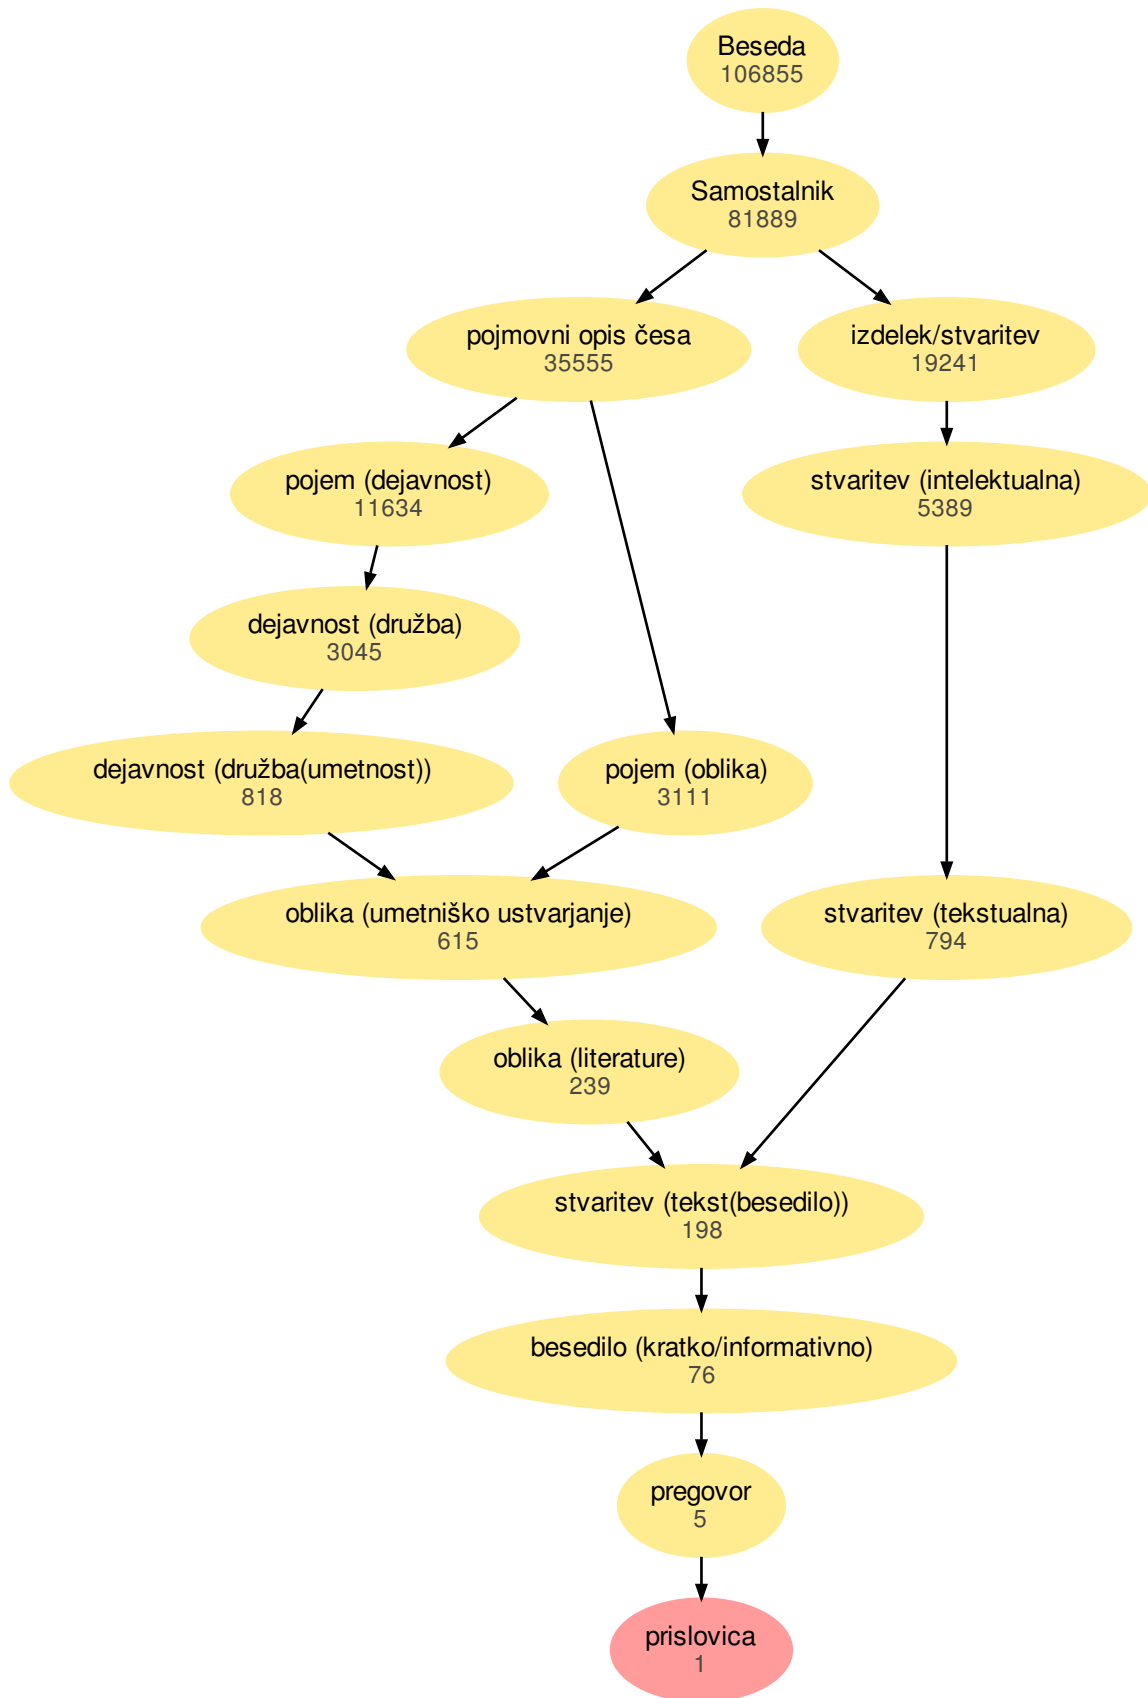 Beseda
106855
Samostalnik
81889
pojmovni opis česa
35555
izdelek/stvaritev
19241
pojem (dejavnost)
11634
stvaritev (intelektualna)
5389
dejavnost (družba)
3045
dejavnost (družba(umetnost))
818
pojem (oblika)
3111
oblika (umetniško ustvarjanje)
615
stvaritev (tekstualna)
794
oblika (literature)
239
stvaritev (tekst(besedilo))
198
besedilo (kratko/informativno)
76
pregovor
5
prislovica
1